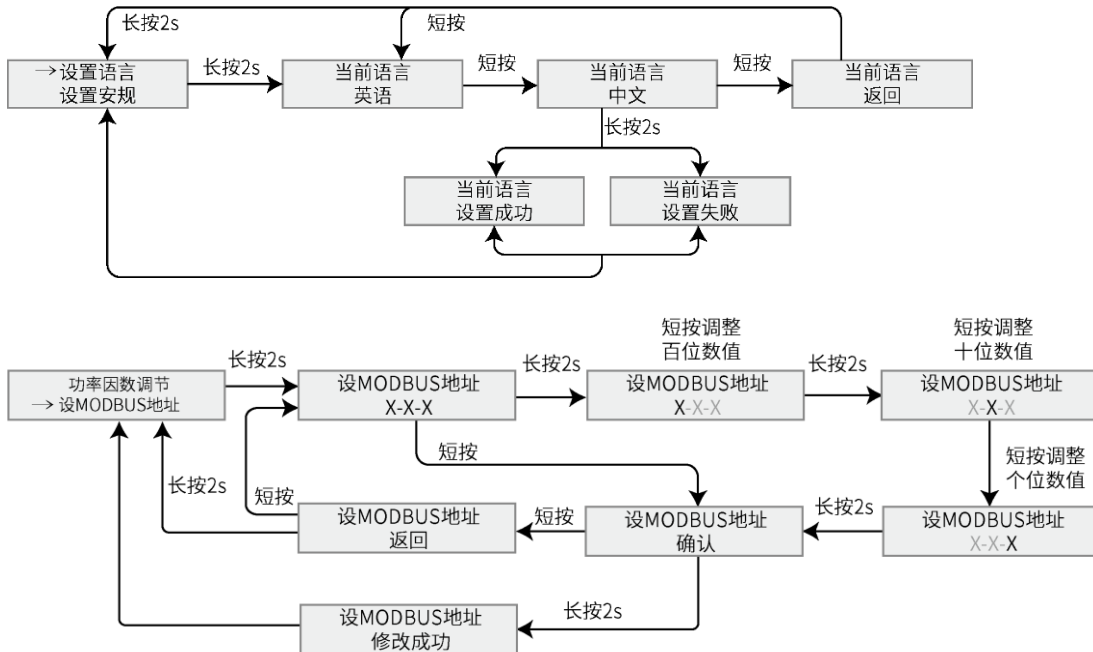 长按2s
短按
→设置语言
设置安规
长按2s
当前语言
英语
短按
当前语言
中文
短按
当前语言
返回
长按2s
当前语言
设置成功
当前语言
设置失败
短按调整
百位数值
短按调整
十位数值
功率因数调节
→ 设MODBUS地址
长按2s
设MODBUS地址
X-X-X
长按2s
设MODBUS地址
X-X-X
长按2s
设MODBUS地址
X-X-X
短按
短按调整
个位数值
长按2s
短按
设MODBUS地址
返回
短按
设MODBUS地址
确认
长按2s
设MODBUS地址
X-X-X
设MODBUS地址
修改成功
长按2s